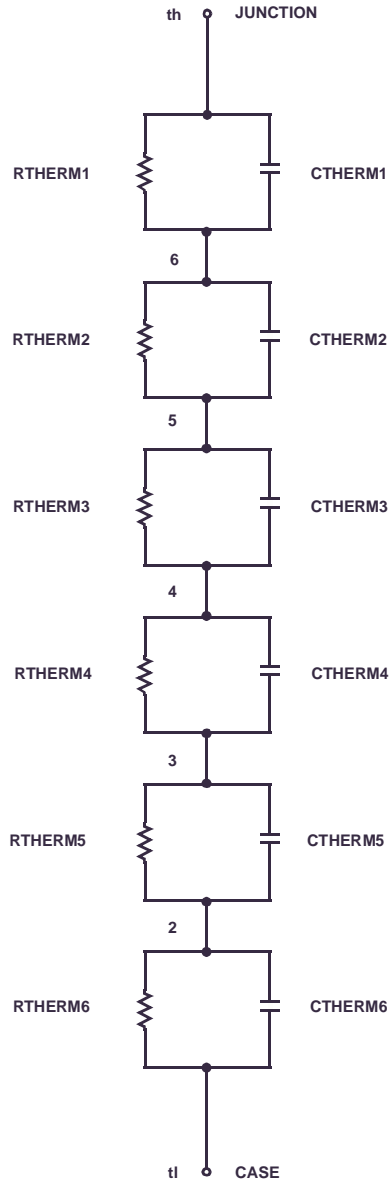 th JUNCTION
RTHERM1 CTHERM1
6
RTHERM2 CTHERM2
5
RTHERM3 CTHERM3
4
RTHERM4 CTHERM4
3
RTHERM5 CTHERM5
2
RTHERM6 CTHERM6
tl CASE